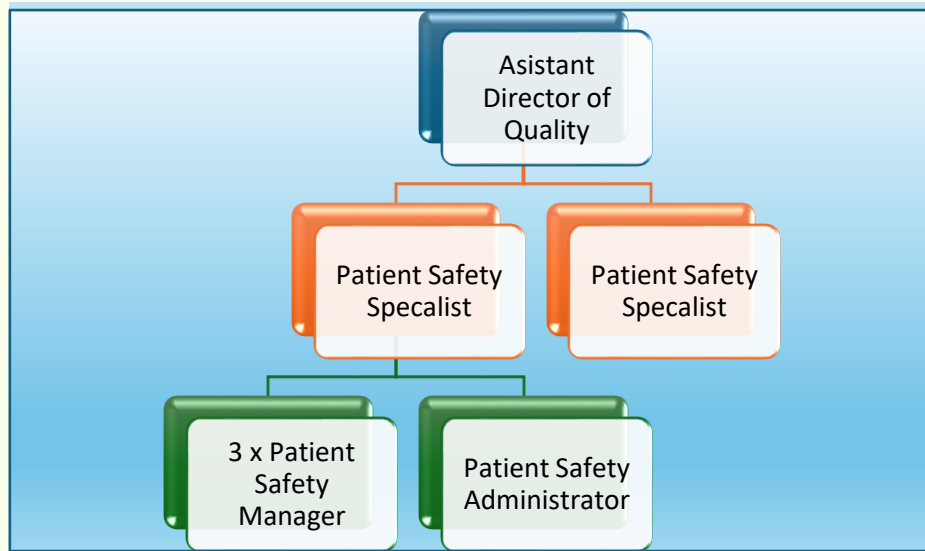 Asistant
Director of
Quality
Patient Safety
Specalist
Patient Safety
Specalist
3 x Patient
Safety
Manager
Patient Safety
Administrator